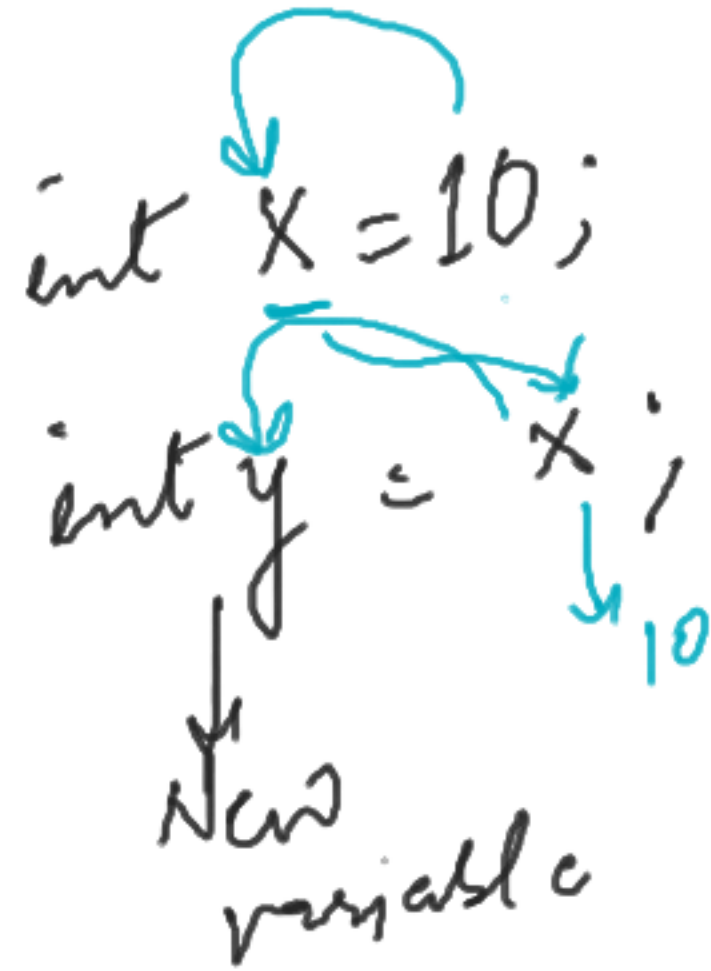 int x = 10;
int y = x;
10
New
variable